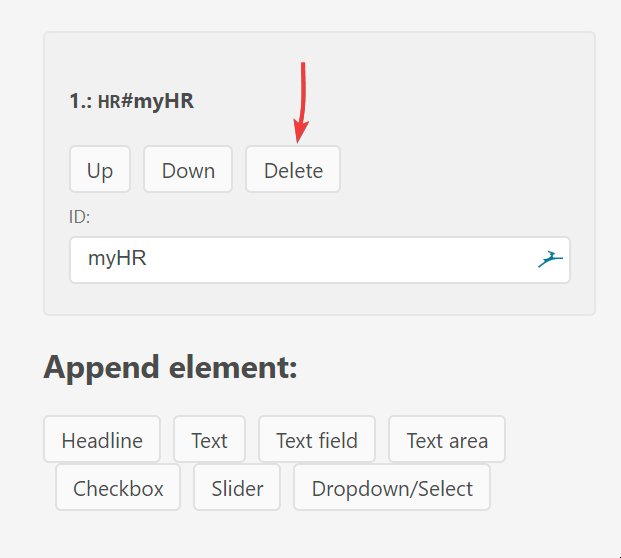 1.: HR#myHR
Up Down Delete
ID:
myHR
Append element:
Headline Text Text field Text area
Checkbox Slider Dropdown/Select